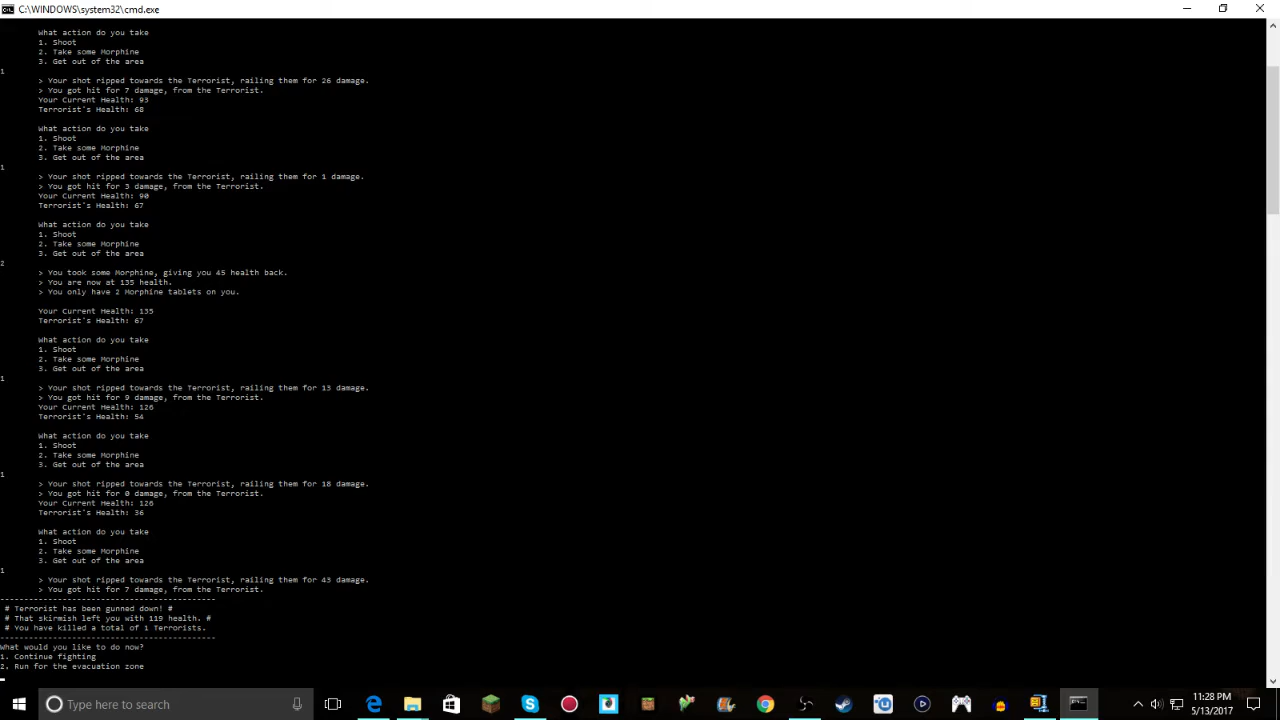 C:\WINDOWS\system32\cmd.exe
What action do you take
1. Shoot
2. Take some Morphine
3. Get out of the area
1
> Your shot ripped towards the Terrorist, railing them for 26 damage.
> You got hit for 7 damage, from the Terrorist.
Your Current Health: 93
Terrorist's Health: 68
What action do you take
1. Shoot
2. Take some Morphine
3. Get out of the area
1
> Your shot ripped towards the Terrorist, railing them for 1 damage.
> You got hit for 3 damage, from the Terrorist.
Your Current Health: 90
Terrorist's Health: 67
What action do you take
1. Shoot
2. Take some Morphine
3. Get out of the area
2
> You took some Morphine, giving you 45 health back.
> You are now at 135 health.
> You only have 2 Morphine tablets on you.
Your Current Health: 135
Terrorist's Health: 67
What action do you take
1. Shoot
2. Take some Morphine
3. Get out of the area
1
> Your shot ripped towards the Terrorist, railing them for 13 damage.
> You got hit for 9 damage, from the Terrorist.
Your Current Health: 126
Terrorist's Health: 54
What action do you take
1. Shoot
2. Take some Morphine
3. Get out of the area
1
> Your shot ripped towards the Terrorist, railing them for 18 damage.
> You got hit for 0 damage, from the Terrorist.
Your Current Health: 126
Terrorist's Health: 36
What action do you take
1. Shoot
2. Take some Morphine
3. Get out of the area
1
> Your shot ripped towards the Terrorist, railing them for 43 damage.
> You got hit for 7 damage, from the Terrorist.
---------------------------------------------
# Terrorist has been gunned down! #
# That skirmish left you with 119 health. #
# You have killed a total of 1 Terrorists.
---------------------------------------------
What would you like to do now?
1. Continue fighting
2. Run for the evacuation zone
Type here to search
11:28 PM
5/13/2017